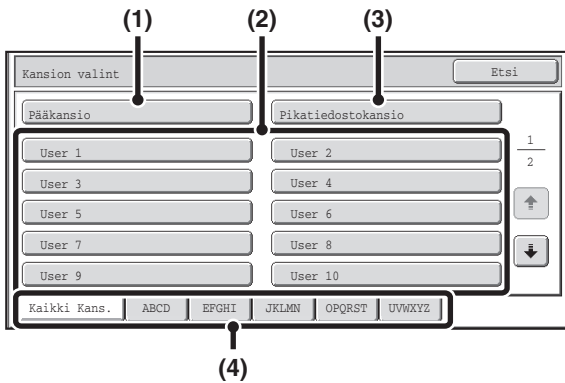 (1) (2) (3)
Kansion valint Etsi
Pääkansio Pikatiedostokansio
User 1 User 2 1
2
User 3 User 4
User 5 User 6
User 7 User 8
User 9 User 10
Kaikki Kans. ABCD EFGHI JKLMN OPQRST UVWXYZ
(4)